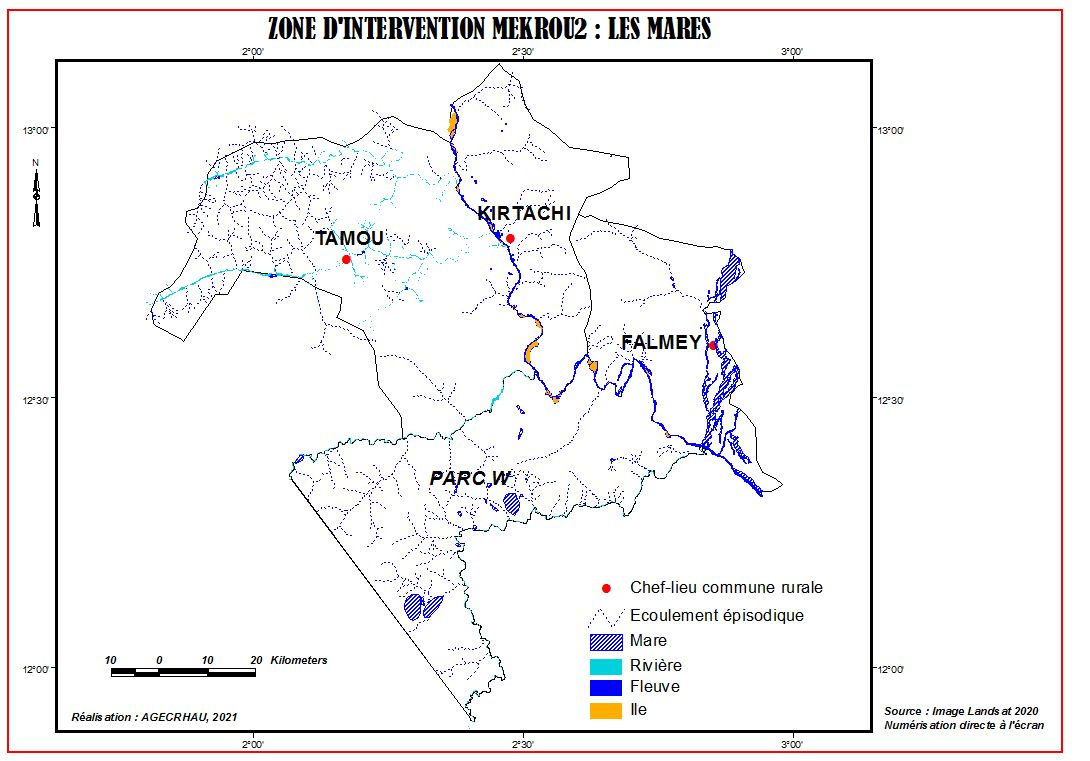 ZONE D'INTERVENTION MEKROU2 : LES MARES
2°00' 2°30' 3°00'
13°00' 13°00'
N
KIRTACHI
TAMOU
FALMEY
12°30' 12°30'
PARC W
Chef-lieu commune rurale
Ecoulement épisodique
Mare
Rivière
Fleuve
Ile
10 0 10 20 Kilometers
12°00' 12°00'
Réalisation : AGECRHAU, 2021
Source : Image Landsat 2020
Numérisation directe à l'écran
2°00' 2°30' 3°00'